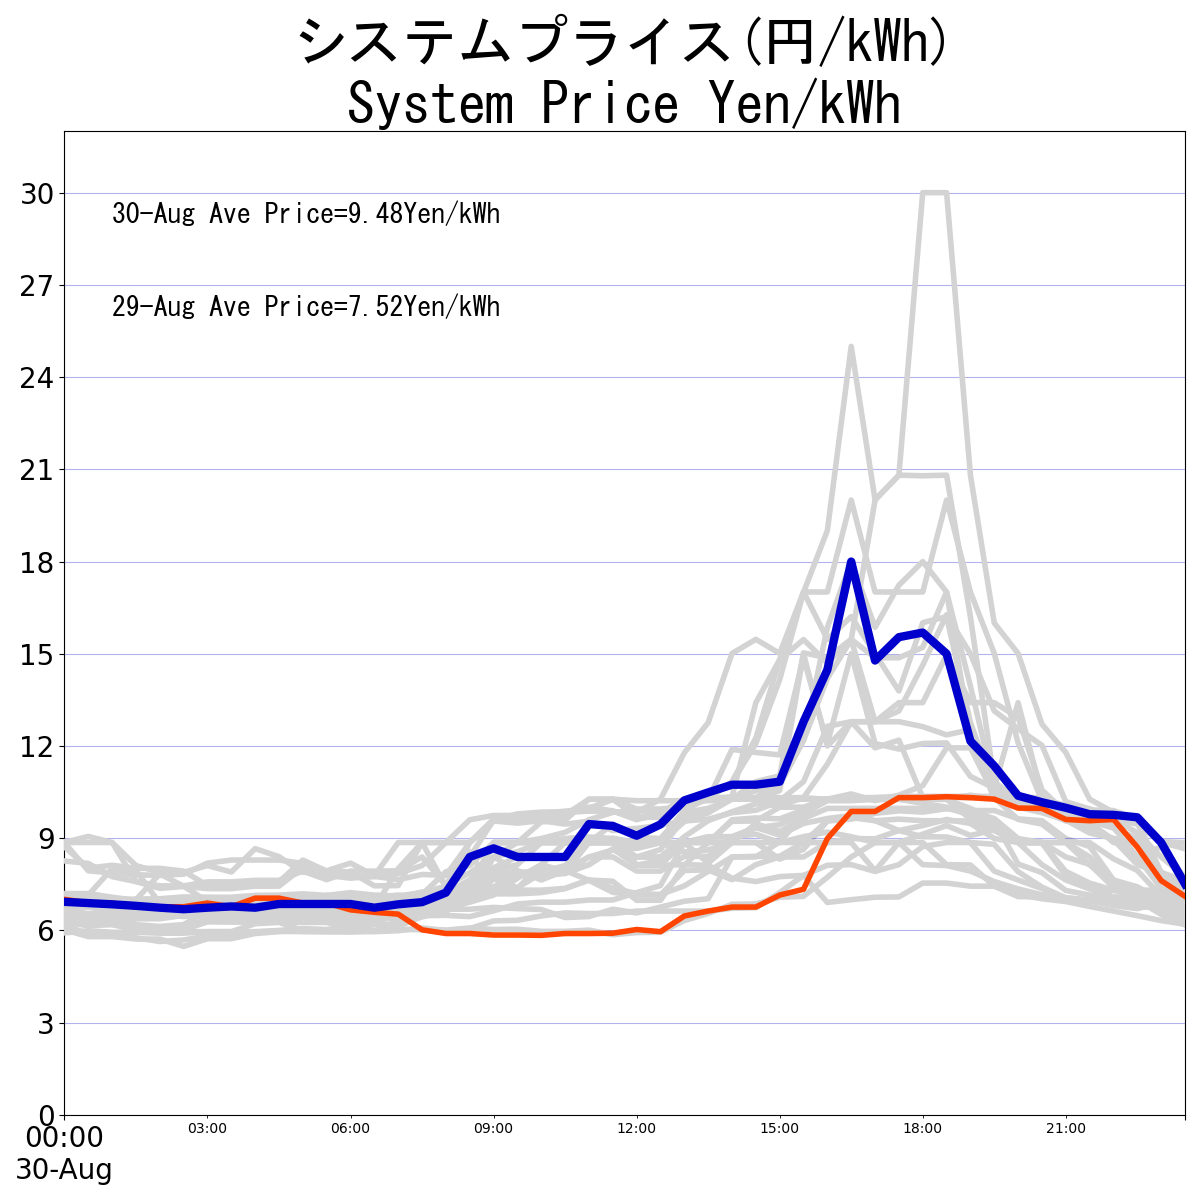 システムプライス(円/kWh)
System Price Yen/kWh
30
30-Aug Ave Price=9.48Yen/kWh
27
29-Aug Ave Price=7.52Yen/kWh
24
21
18
15
12
9
6
3
0
00:00 03:00 06:00 09:00 12:00 15:00 18:00 21:00
30-Aug